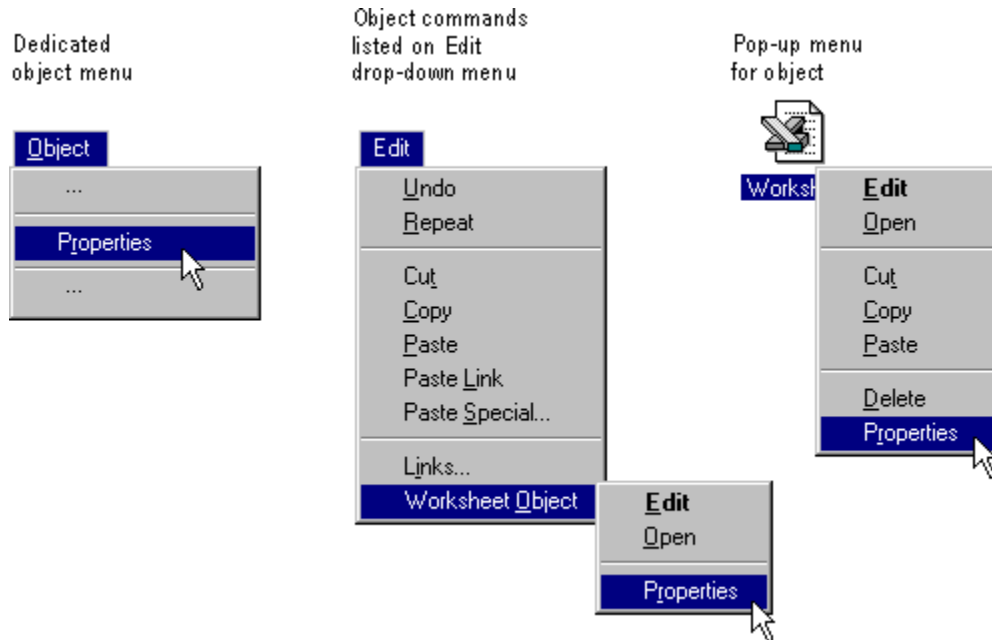 Dedicated
object menu
Object
...
Properties
...
Object commands
listed on Edit
drop-down menu
Edit
Undo
Repeat
Cut
Copy
Paste
Paste Link
Paste Special...
Links...
Worksheet Object
Edit
Open
Properties
Pop-up menu
for object
Worksh
Edit
Open
Cut
Copy
Paste
Delete
Properties